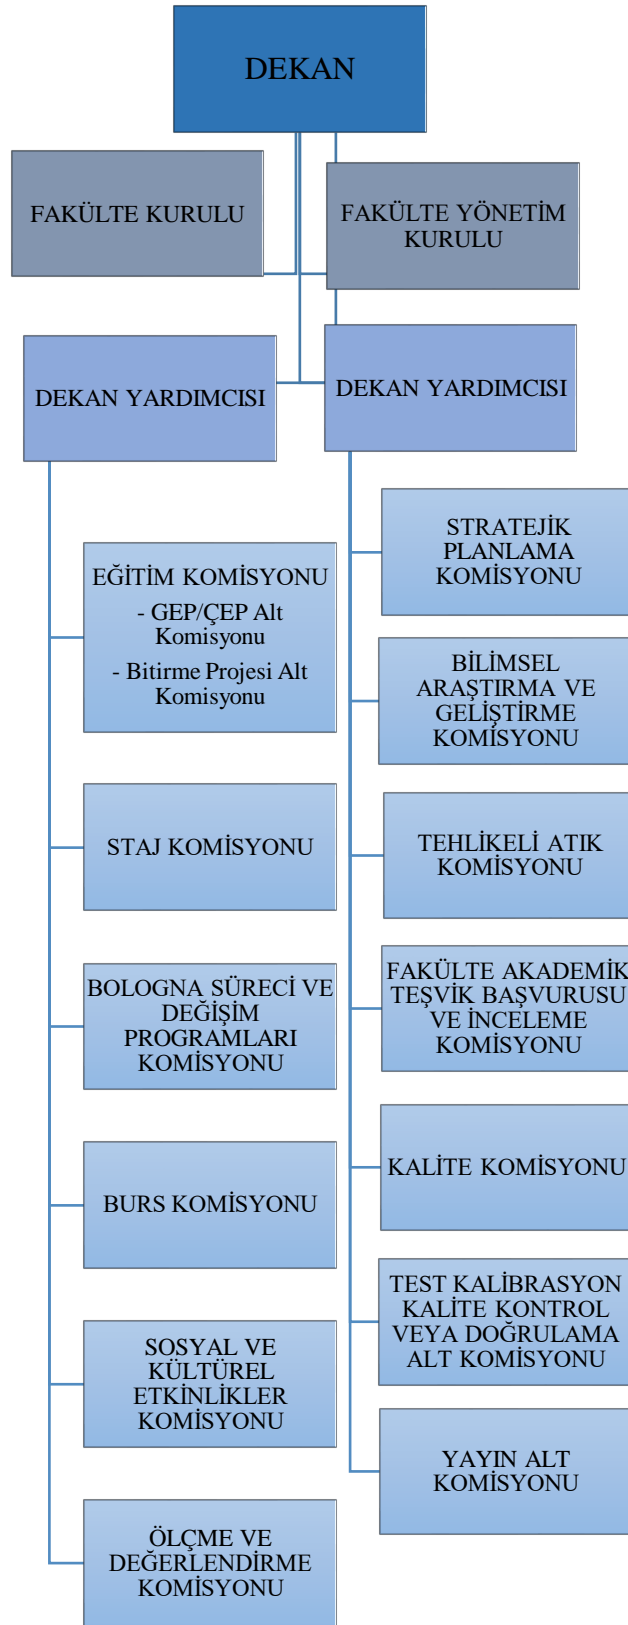 DEKAN
FAKÜLTE KURULU
FAKÜLTE YÖNETİM
KURULU
DEKAN YARDIMCISI
DEKAN YARDIMCISI
EĞİTİM KOMİSYONU
- GEP/ÇEP Alt
Komisyonu
- Bitirme Projesi Alt
Komisyonu
STAJ KOMİSYONU
BOLOGNA SÜRECİ VE
DEĞİŞİM
PROGRAMLARI
KOMİSYONU
BURS KOMİSYONU
SOSYAL VE
KÜLTÜREL
ETKİNLİKLER
KOMİSYONU
ÖLÇME VE
DEĞERLENDİRME
KOMİSYONU
STRATEJİK
PLANLAMA
KOMİSYONU
BİLİMSEL
ARAŞTIRMA VE
GELİŞTİRME
KOMİSYONU
TEHLİKELİ ATIK
KOMİSYONU
FAKÜLTE AKADEMİK
TEŞVİK BAŞVURUSU
VE İNCELEME
KOMİSYONU
KALİTE KOMİSYONU
TEST KALİBRASYON
KALİTE KONTROL
VEYA DOĞRULAMA
ALT KOMİSYONU
YAYIN ALT
KOMİSYONU